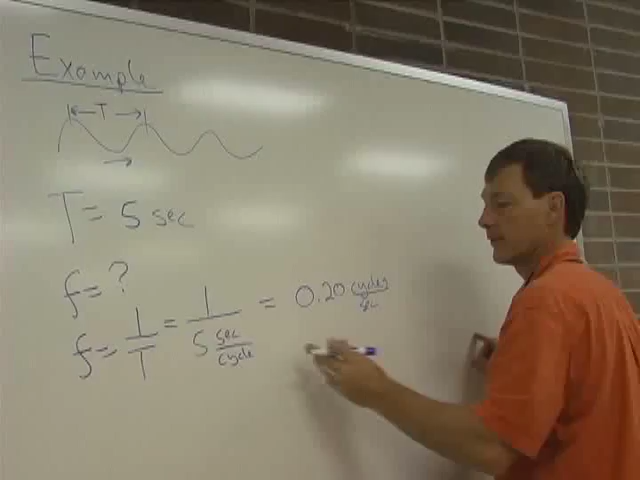 Example
T
T = 5 sec
f = ?
f = 1/T = 1/(5 sec/cycle) = 0.20 cycles/sec